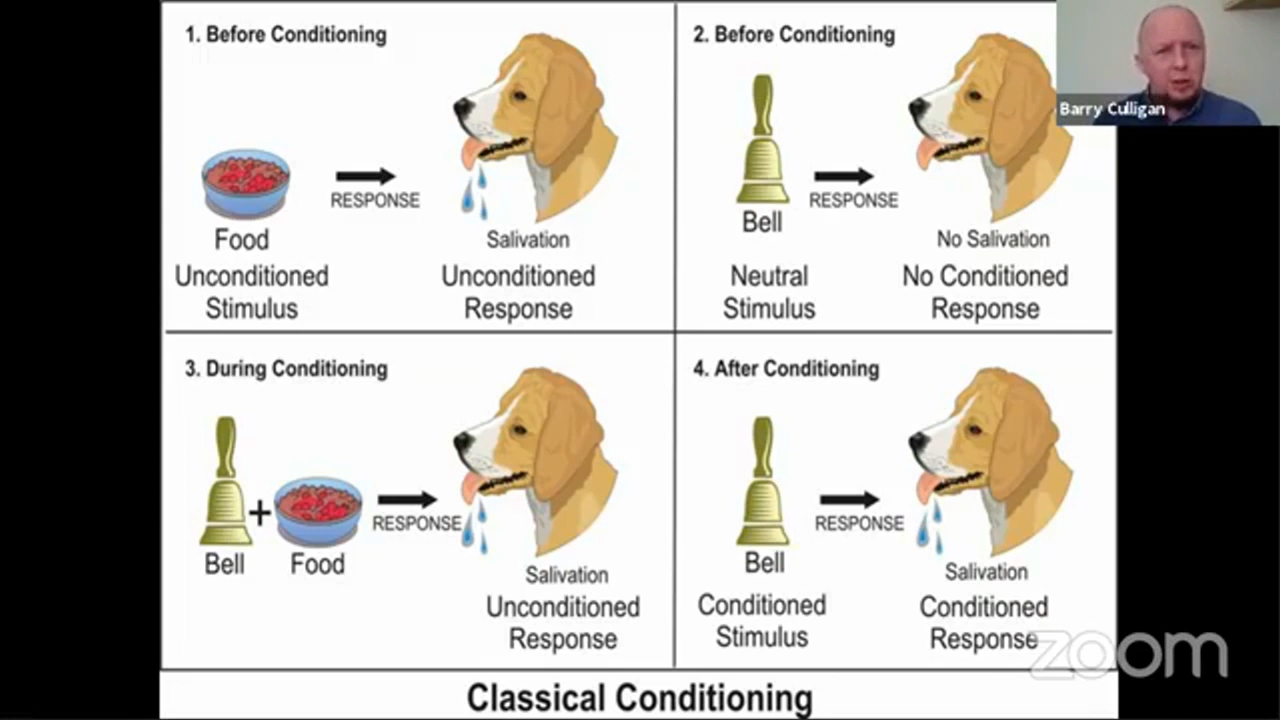 1. Before Conditioning
RESPONSE
Food
Salivation
Unconditioned
Stimulus
Unconditioned
Response
2. Before Conditioning
Bell
RESPONSE
No Salivation
Neutral
Stimulus
No Conditioned
Response
Barry Culligan
3. During Conditioning
+
Bell
Food
RESPONSE
Salivation
Unconditioned
Response
4. After Conditioning
RESPONSE
Bell
Salivation
Conditioned
Stimulus
Conditioned
Response
zoom
Classical Conditioning